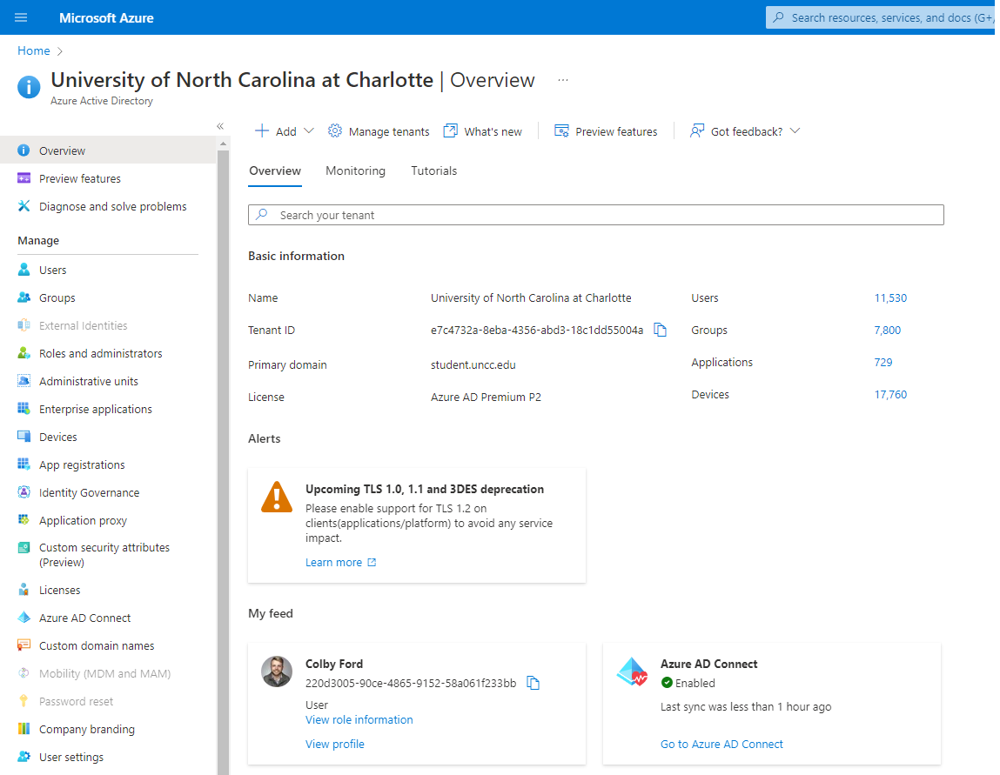 Microsoft Azure
Search resources, services, and docs (G+/
Home
University of North Carolina at Charlotte | Overview ...
Azure Active Directory
«
Add
Manage tenants
What's new
Preview features
Got feedback?
Overview
Preview features
Diagnose and solve problems
Manage
Users
Groups
External Identities
Roles and administrators
Administrative units
Enterprise applications
Devices
App registrations
Identity Governance
Application proxy
Custom security attributes
(Preview)
Licenses
Azure AD Connect
Custom domain names
Mobility (MDM and MAM)
Password reset
Company branding
User settings
Overview
Monitoring
Tutorials
Search your tenant
Basic information
Name
University of North Carolina at Charlotte
Users
11,530
Tenant ID
e7c4732a-8eba-4356-abd3-18c1dd55004a
Groups
7,800
Primary domain
student.uncc.edu
Applications
729
License
Azure AD Premium P2
Devices
17,760
Alerts
Upcoming TLS 1.0, 1.1 and 3DES deprecation
Please enable support for TLS 1.2 on
clients(applications/platform) to avoid any service
impact.
Learn more
My feed
Colby Ford
220d3005-90ce-4865-9152-58a061f233bb
User
View role information
View profile
Azure AD Connect
Enabled
Last sync was less than 1 hour ago
Go to Azure AD Connect